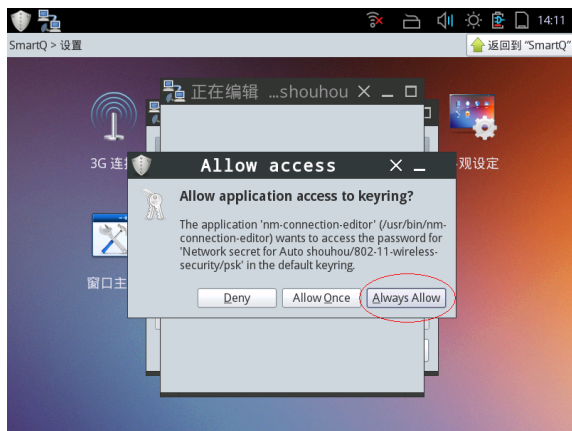 14:11
SmartQ > 设置
返回到 “SmartQ”
正在编辑 ...shouhou
3G 连
观设定
Allow access
Allow application access to keyring?
The application 'nm-connection-editor' (/usr/bin/nm-
connection-editor) wants to access the password for
'Network secret for Auto shouhou/802-11-wireless-
security/psk' in the default keyring.
窗口主
Deny
Allow Once
Always Allow